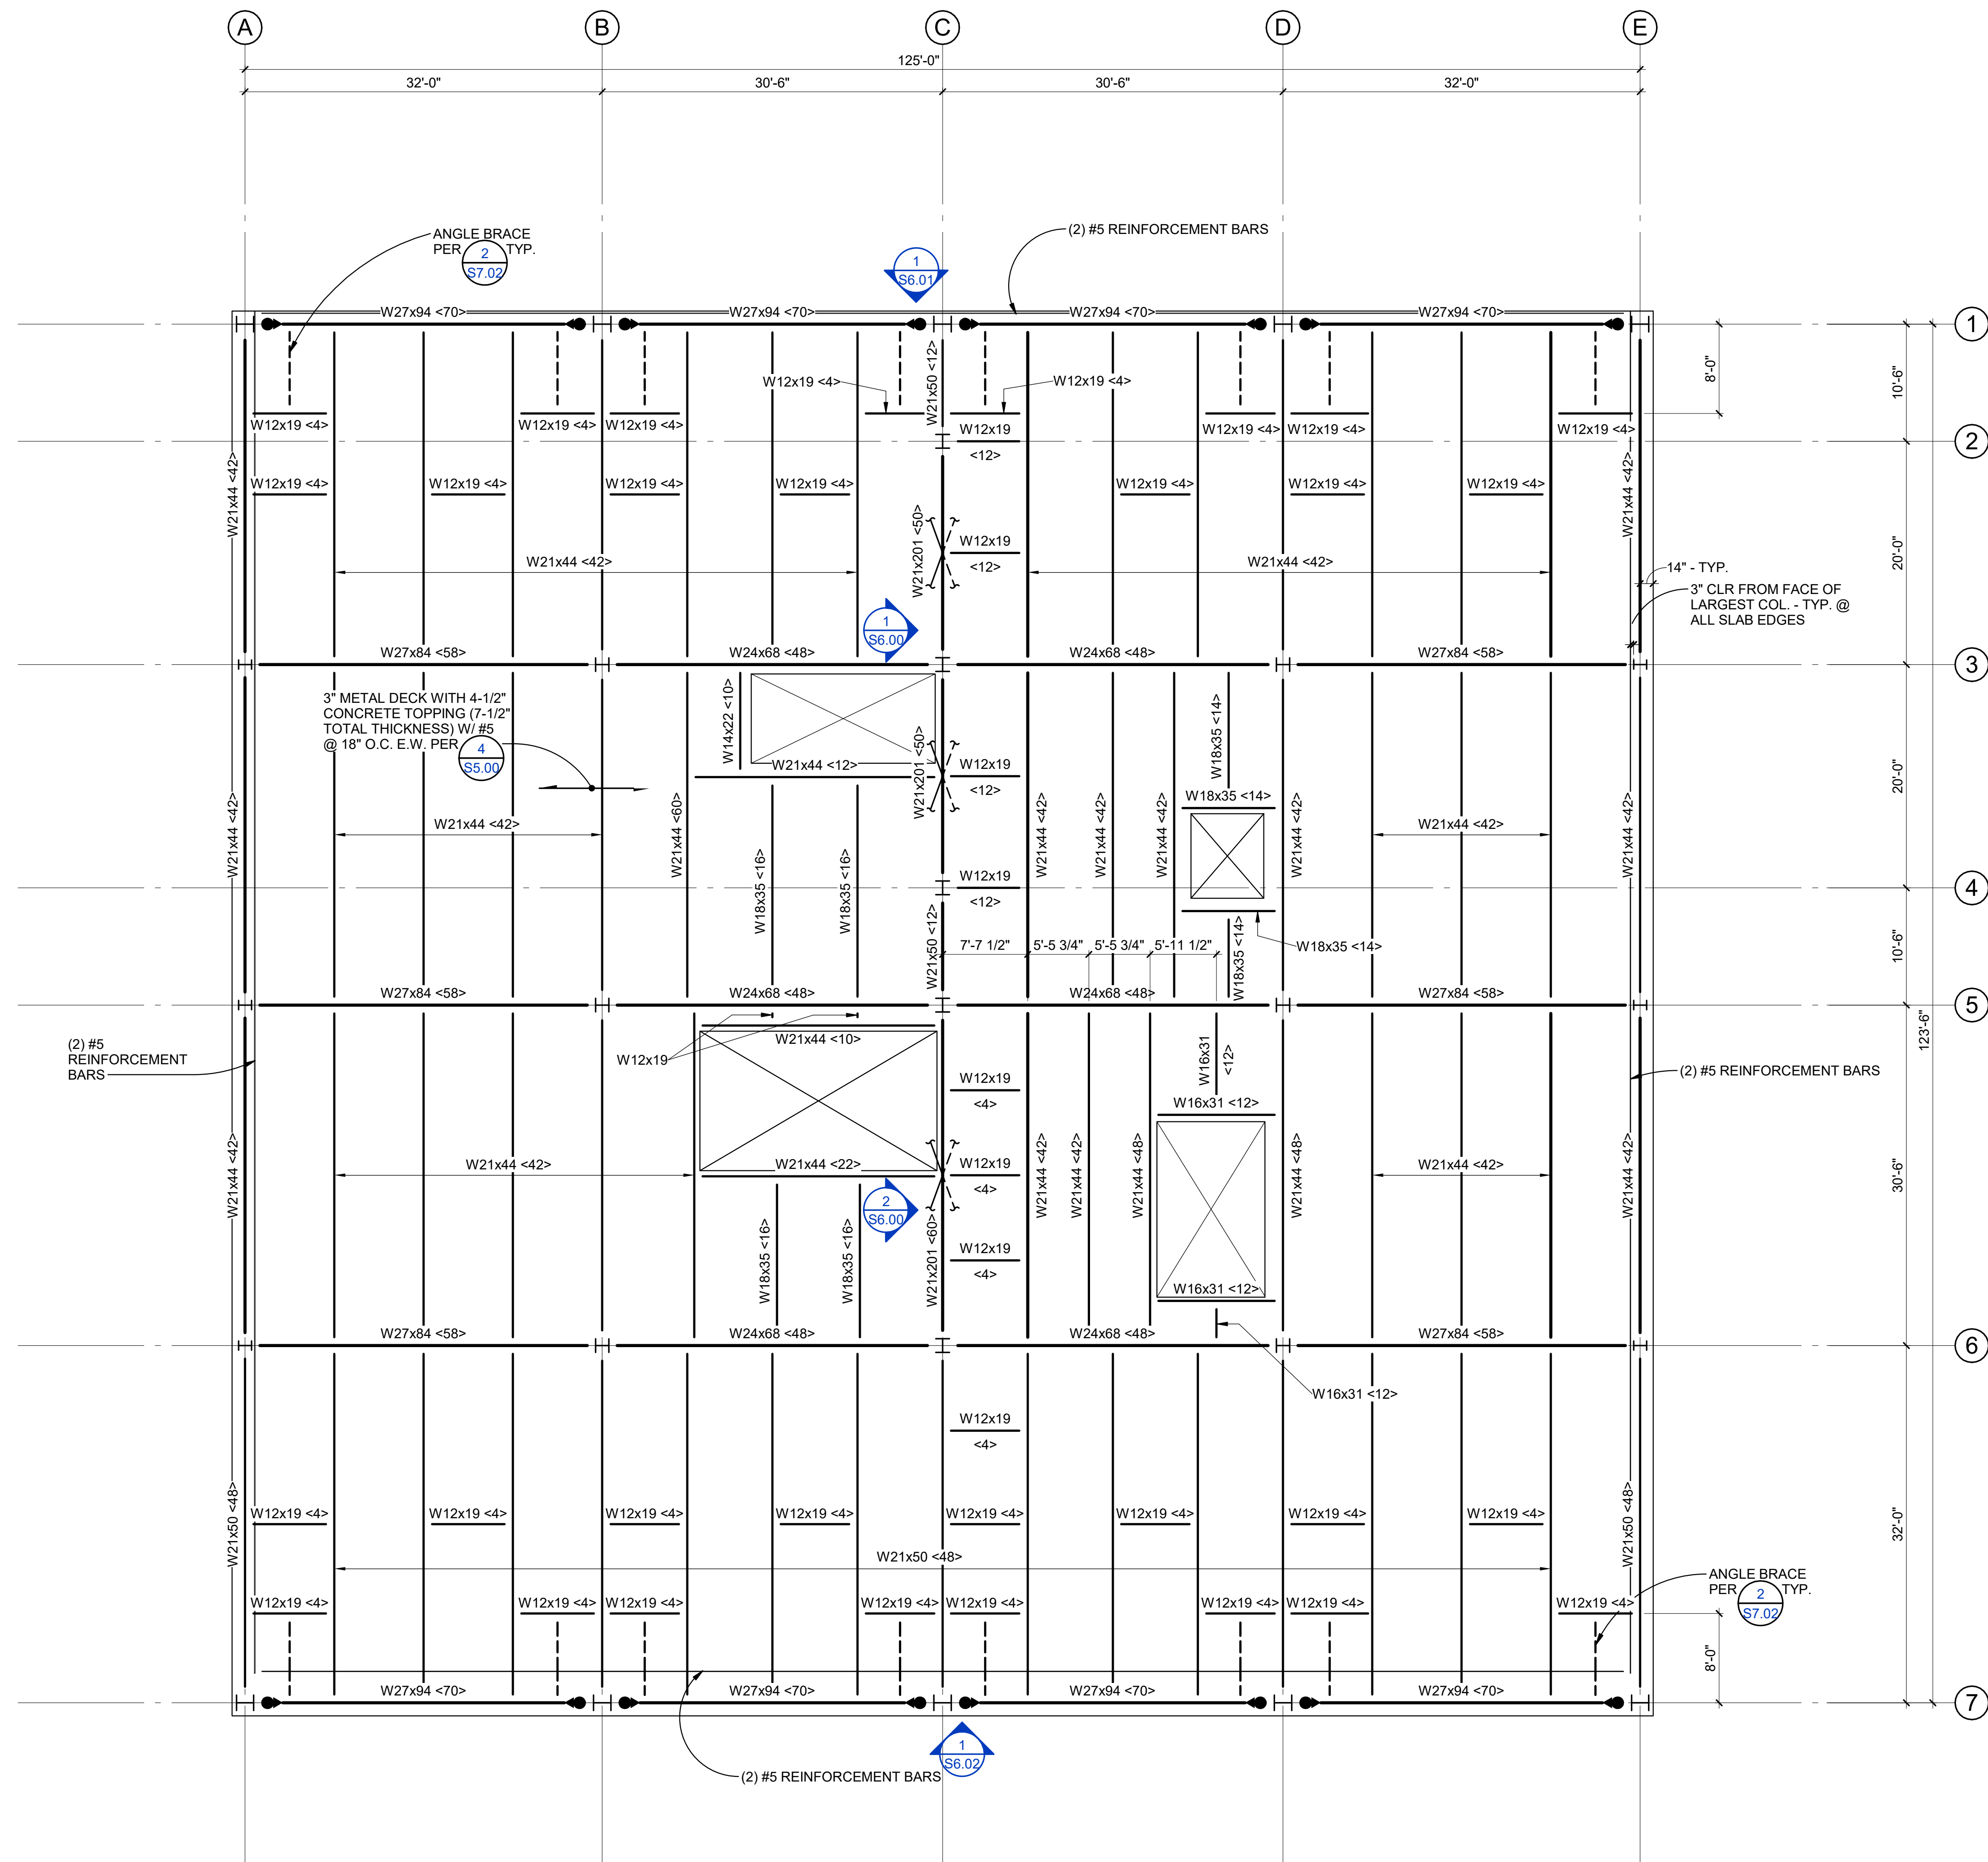 A
B
C
D
E
125'-0"
32'-0"
30'-6"
30'-6"
32'-0"
ANGLE BRACE
PER 2 TYP.
S7.02
1
S6.01
(2) #5 REINFORCEMENT BARS
W27x94 <70>
W27x94 <70>
W27x94 <70>
W27x94 <70>
1
8'-0"
10'-6"
W21x50 <12>
W12x19 <4>
W12x19 <4>
W12x19 <4>
W12x19 <4>
W12x19 <4>
W12x19 <4>
W12x19 <4>
W12x19 <4>
W12x19
<12>
2
W21x44 <42>
W12x19 <4>
W12x19 <4>
W12x19 <4>
W12x19 <4>
W12x19 <4>
W12x19 <4>
W12x19 <4>
W21x44 <42>
W21x201 <50>
W12x19
<12>
W21x44 <42>
W21x44 <42>
20'-0"
14" - TYP.
3" CLR FROM FACE OF
LARGEST COL. - TYP. @
ALL SLAB EDGES
1
S6.00
W27x84 <58>
W24x68 <48>
W24x68 <48>
W27x84 <58>
3
3" METAL DECK WITH 4-1/2"
CONCRETE TOPPING (7-1/2"
TOTAL THICKNESS) W/ #5
@ 18" O.C. E.W. PER
4
S5.00
W14x22 <10>
W21x44 <12>
W21x201 <50>
W12x19
<12>
W18x35 <14>
W18x35 <14>
20'-0"
W21x44 <42>
W21x44 <42>
W21x44 <60>
W21x44 <42>
W21x44 <42>
W21x44 <42>
W21x44 <42>
W21x44 <42>
W21x44 <42>
W18x35 <16>
W18x35 <16>
W12x19
<12>
4
W21x50 <12>
7'-7 1/2"
5'-5 3/4"
5'-5 3/4"
5'-11 1/2"
W18x35 <14>
W18x35 <14>
10'-6"
W27x84 <58>
W24x68 <48>
W24x68 <48>
W27x84 <58>
5
123'-6"
(2) #5
REINFORCEMENT
BARS
W12x19
W21x44 <10>
W12x19
<4>
W16x31
<12>
W16x31 <12>
(2) #5 REINFORCEMENT BARS
W21x44 <42>
W21x44 <42>
W21x44 <22>
W12x19
<4>
W21x44 <42>
W21x44 <42>
W21x44 <48>
W21x44 <48>
W21x44 <42>
W21x44 <42>
30'-6"
2
S6.00
W18x35 <16>
W18x35 <16>
W21x201 <60>
W12x19
<4>
W16x31 <12>
W27x84 <58>
W24x68 <48>
W24x68 <48>
W27x84 <58>
6
W16x31 <12>
W12x19
<4>
W21x50 <48>
W12x19 <4>
W12x19 <4>
W12x19 <4>
W12x19 <4>
W12x19 <4>
W12x19 <4>
W12x19 <4>
W12x19 <4>
W21x50 <48>
32'-0"
W21x50 <48>
ANGLE BRACE
PER 2 TYP.
S7.02
W12x19 <4>
W12x19 <4>
W12x19 <4>
W12x19 <4>
W12x19 <4>
W12x19 <4>
W12x19 <4>
W12x19 <4>
8'-0"
W27x94 <70>
W27x94 <70>
W27x94 <70>
W27x94 <70>
7
1
S6.02
(2) #5 REINFORCEMENT BARS